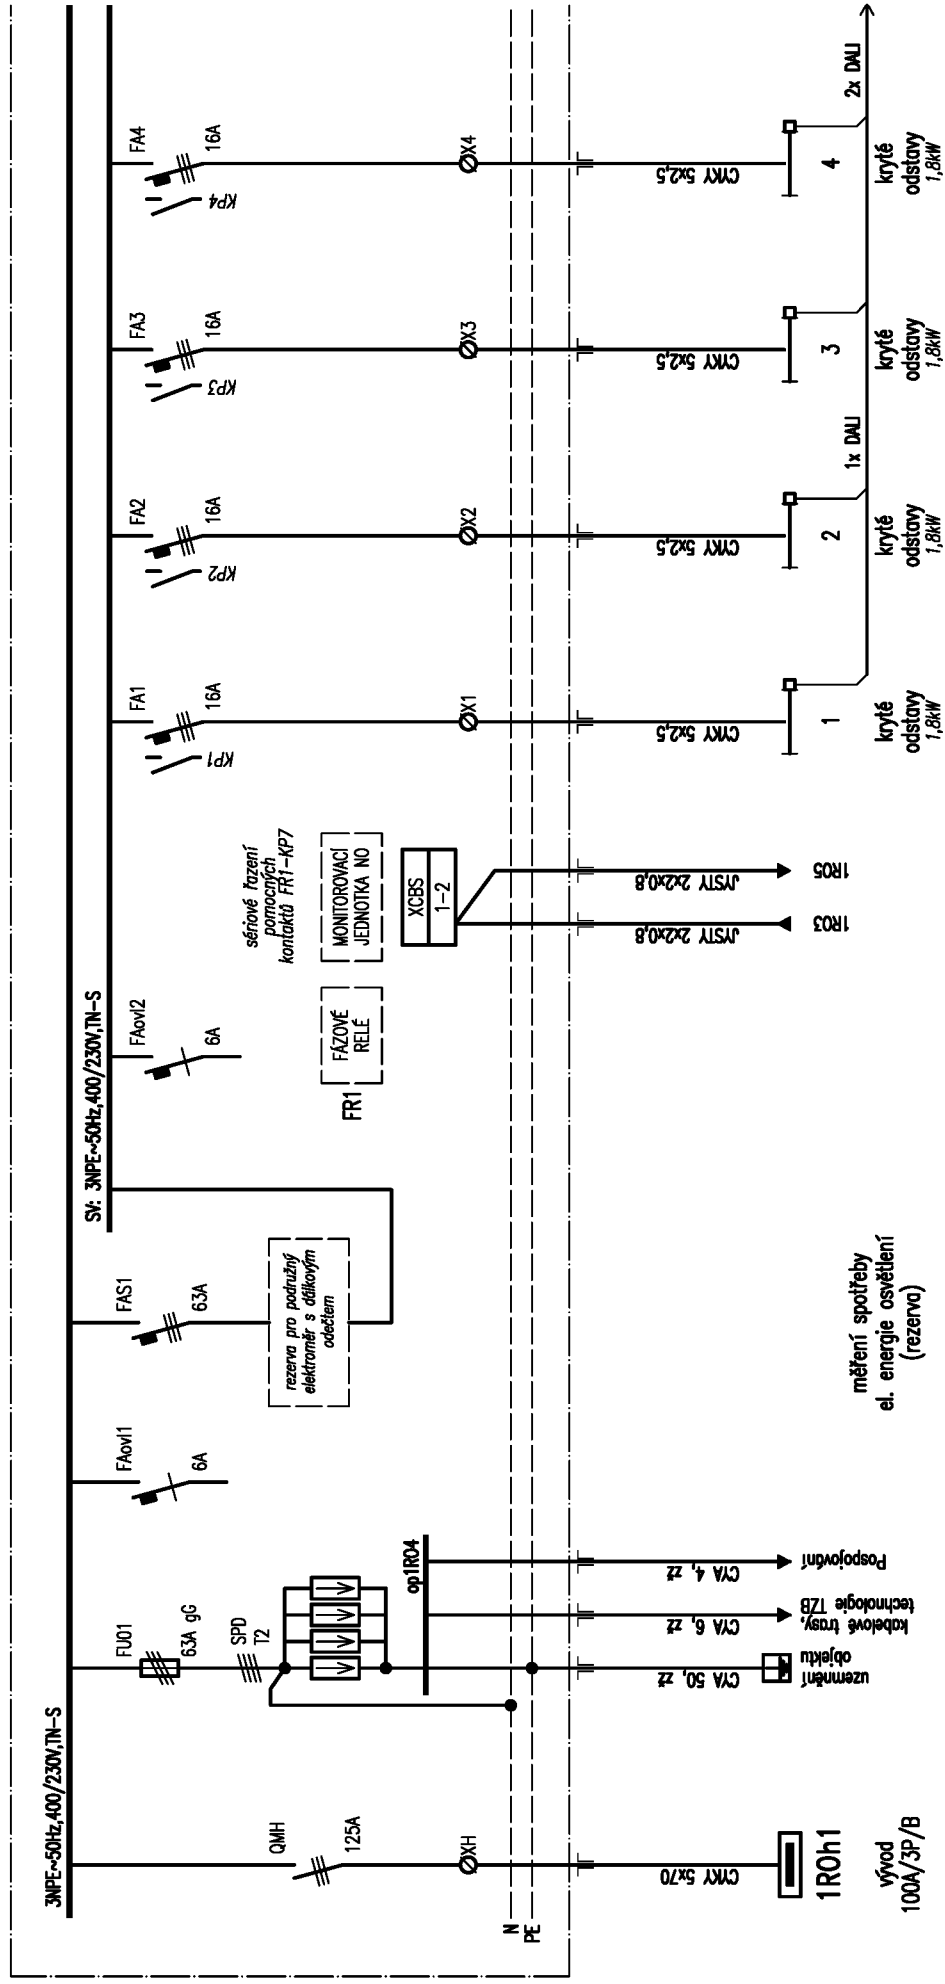 3NPE~50Hz,400/230V,TN-S
QMH
125A
XH
N
PE
CYKY 5x70
1ROh1
vývod
100A/3P/B
FU01
63A gG
SPD
T2
op1RO4
CYA 50, zž
CYA 6, zž
CYA 4, zž
uzemnění
objektu
kabelové trasy,
technologie TZB
Pospojování
FAovl1
6A
FAS1
63A
rezerva pro podružný
elektroměr s dálkovým
odečtem
měření spotřeby
el. energie osvětlení
(rezerva)
SV: 3NPE~50Hz,400/230V,TN-S
FAovl2
6A
FR1
FÁZOVÉ
RELÉ
sériové řazení
pomocných
kontaktů FR1-KP7
MONITOROVACÍ
JEDNOTKA NO
XCBS
1-2
JYSTY 2x2x0,8
JYSTY 2x2x0,8
1RO3
1RO5
FA1
16A
KP1
X1
CYKY 5x2,5
1
kryté
odstavy
1,8kW
FA2
16A
KP2
X2
CYKY 5x2,5
2
kryté
odstavy
1,8kW
1x DALI
FA3
16A
KP3
X3
CYKY 5x2,5
3
kryté
odstavy
1,8kW
FA4
16A
KP4
X4
CYKY 5x2,5
4
kryté
odstavy
1,8kW
2x DALI